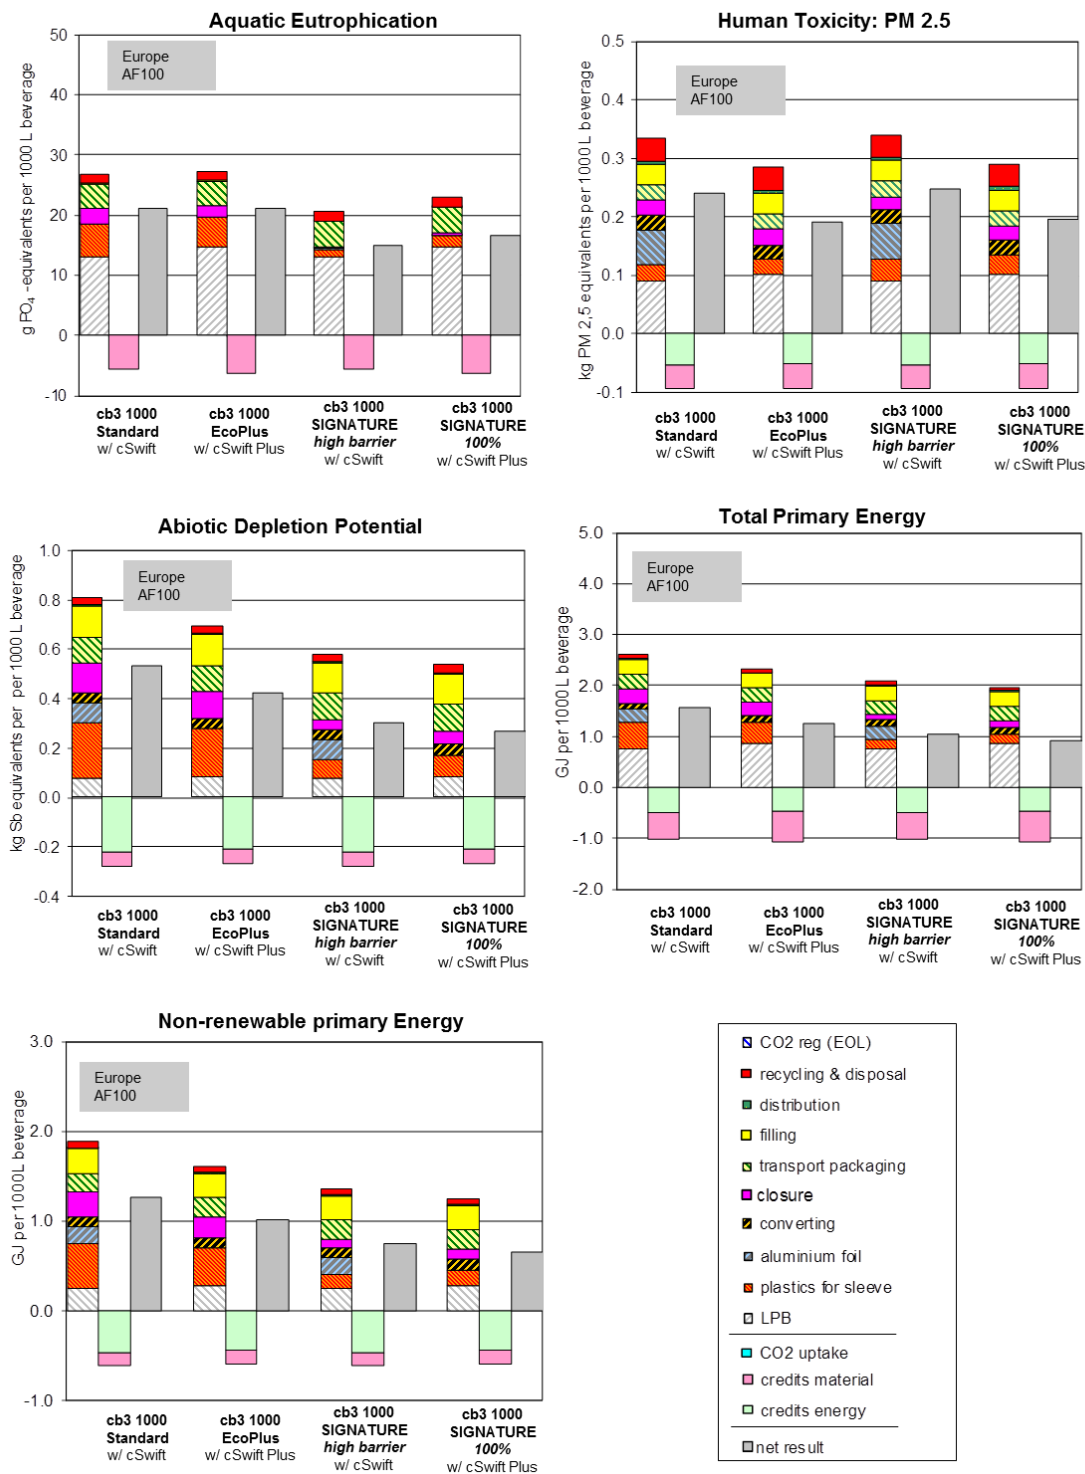 Aquatic Eutrophication
g PO4 -equivalents per 1000 L beverage
50
40
30
20
10
0
-10
Europe
AF100
cb3 1000
Standard
w/ cSwift
cb3 1000
EcoPlus
w/ cSwift Plus
cb3 1000
SIGNATURE
high barrier
w/ cSwift
cb3 1000
SIGNATURE
100%
w/ cSwift Plus
Human Toxicity: PM 2.5
kg PM 2,5 equivalents per 1000 L beverage
0.5
0.4
0.3
0.2
0.1
0.0
-0.1
Europe
AF100
cb3 1000
Standard
w/ cSwift
cb3 1000
EcoPlus
w/ cSwift Plus
cb3 1000
SIGNATURE
high barrier
w/ cSwift
cb3 1000
SIGNATURE
100%
w/ cSwift Plus
Abiotic Depletion Potential
kg Sb equivalents per per 1000 L beverage
1.0
0.8
0.6
0.4
0.2
0.0
-0.2
-0.4
Europe
AF100
cb3 1000
Standard
w/ cSwift
cb3 1000
EcoPlus
w/ cSwift Plus
cb3 1000
SIGNATURE
high barrier
w/ cSwift
cb3 1000
SIGNATURE
100%
w/ cSwift Plus
Total Primary Energy
GJ per 1000 L beverage
5.0
4.0
3.0
2.0
1.0
0.0
-1.0
-2.0
Europe
AF100
cb3 1000
Standard
w/ cSwift
cb3 1000
EcoPlus
w/ cSwift Plus
cb3 1000
SIGNATURE
high barrier
w/ cSwift
cb3 1000
SIGNATURE
100%
w/ cSwift Plus
Non-renewable primary Energy
GJ per 1000L beverage
3.0
2.0
1.0
0.0
-1.0
Europe
AF100
cb3 1000
Standard
w/ cSwift
cb3 1000
EcoPlus
w/ cSwift Plus
cb3 1000
SIGNATURE
high barrier
w/ cSwift
cb3 1000
SIGNATURE
100%
w/ cSwift Plus
CO2 reg (EOL)
recycling & disposal
distribution
filling
transport packaging
closure
converting
aluminium foil
plastics for sleeve
LPB
CO2 uptake
credits material
credits energy
net result